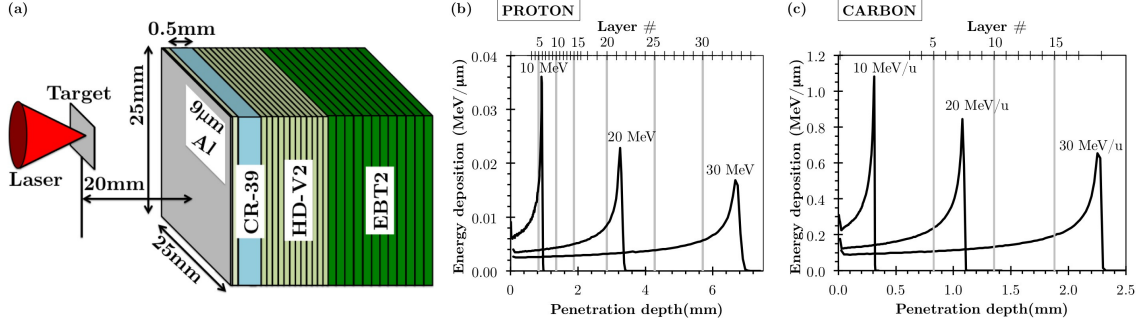 (a)
0.5mm
25mm
Target
9μm
Al
Laser
20mm
25mm
CR-39
HD-V2
EBT2
(b)
PROTON
Layer #
5 10 15 20 25 30
0.04
0.03
0.02
0.01
0.00
Energy deposition (MeV/μm)
10 MeV
20 MeV
30 MeV
0 2 4 6
Penetration depth(mm)
(c)
CARBON
Layer #
5 10 15
1.2
1.0
0.8
0.6
0.4
0.2
0.0
Energy deposition (MeV/μm)
10 MeV/u
20 MeV/u
30 MeV/u
0.0 0.5 1.0 1.5 2.0 2.5
Penetration depth(mm)